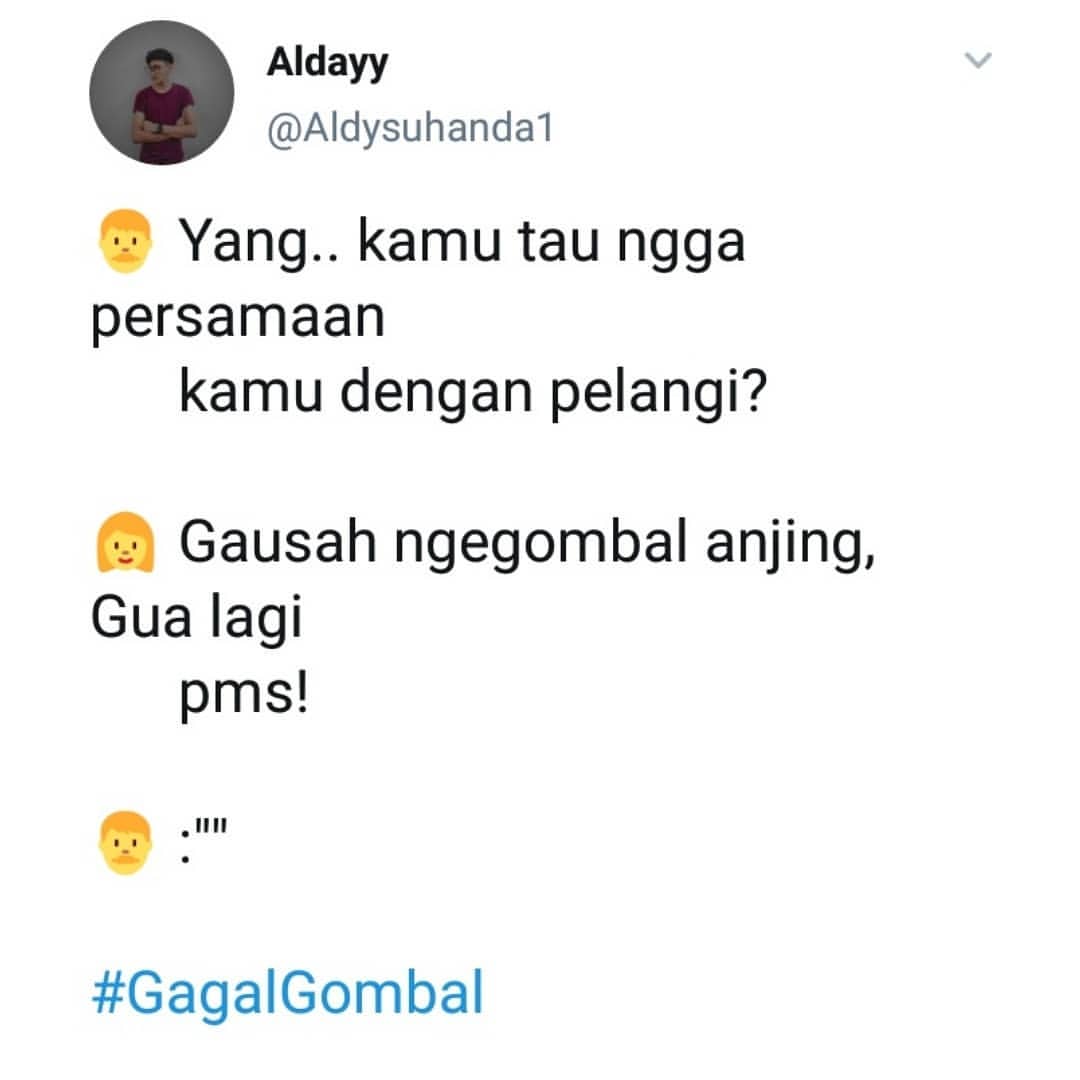 Aldayy
@Aldysuhanda1
👨 Yang.. kamu tau ngga
persamaan
kamu dengan pelangi?
👩 Gausah ngegombal anjing,
Gua lagi
pms!
👨 :""
#GagalGombal